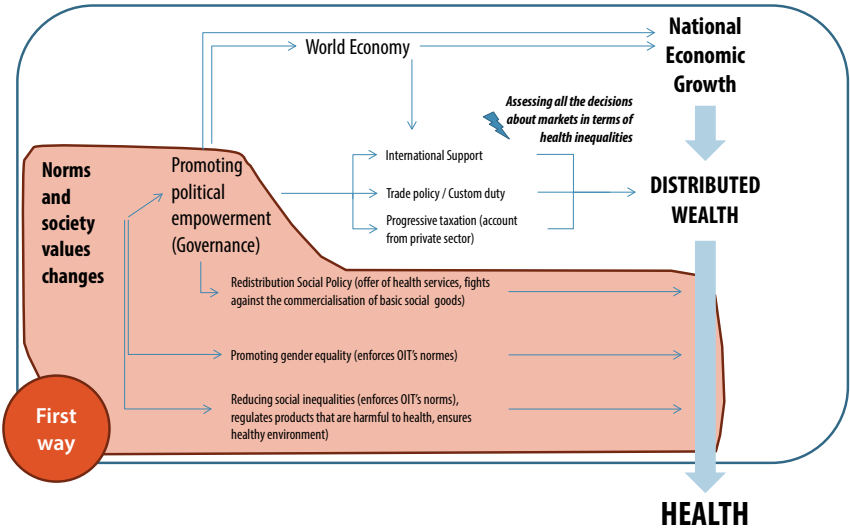 National
Economic
Growth
World Economy
Assessing all the decisions
about markets in terms of
health inequalities
Norms
and
society
values
changes
Promoting
political
empowerment
(Governance)
International Support
Trade policy / Custom duty
Progressive taxation (account
from private sector)
DISTRIBUTED
WEALTH
Redistribution Social Policy (offer of health services, fights
against the commercialisation of basic social goods)
Promoting gender equality (enforces OIT's normes)
Reducing social inequalities (enforces OIT's norms),
regulates products that are harmful to health, ensures
healthy environment)
First
way
HEALTH